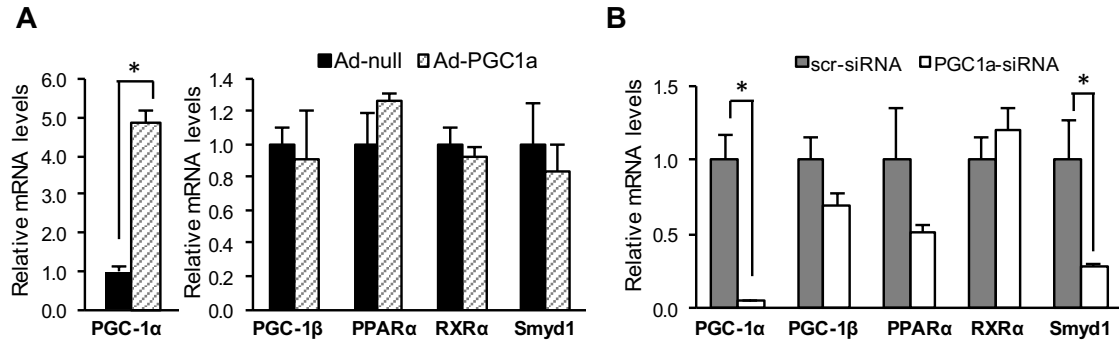 A
Ad-null Ad-PGC1a
Relative mRNA levels
6.0
5.0
4.0
3.0
2.0
1.0
0.0
*
PGC-1α
Relative mRNA levels
1.4
1.2
1.0
0.8
0.6
0.4
0.2
0.0
PGC-1β PPARα RXRα Smyd1
B
scr-siRNA PGC1a-siRNA
Relative mRNA levels
1.5
1.0
0.5
0.0
* *
PGC-1α PGC-1β PPARα RXRα Smyd1